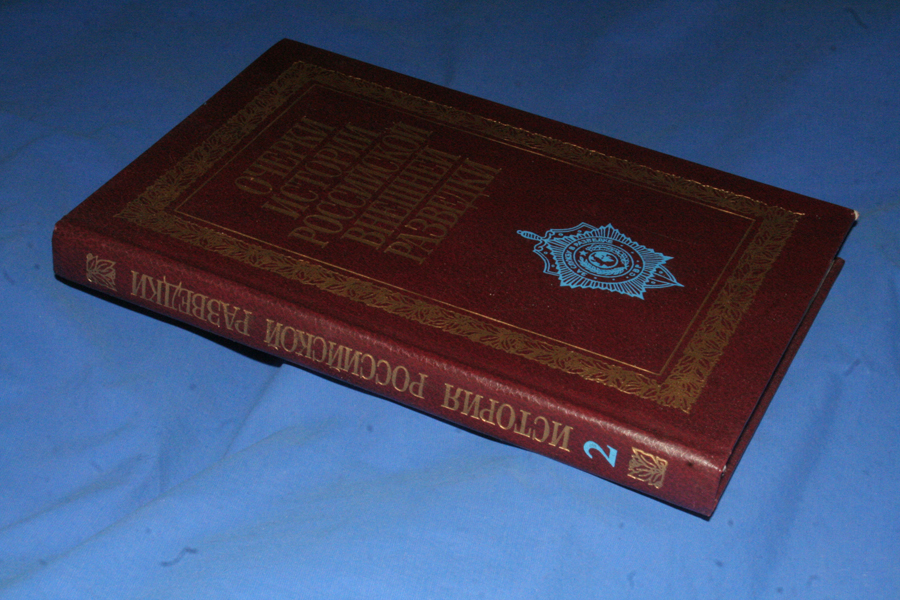 ОЧЕРКИ
ИСТОРИИ
РОССИЙСКОЙ
ВНЕШНЕЙ
РАЗВЕДКИ
ИСТОРИЯ РОССИЙСКОЙ РАЗВЕДКИ
2